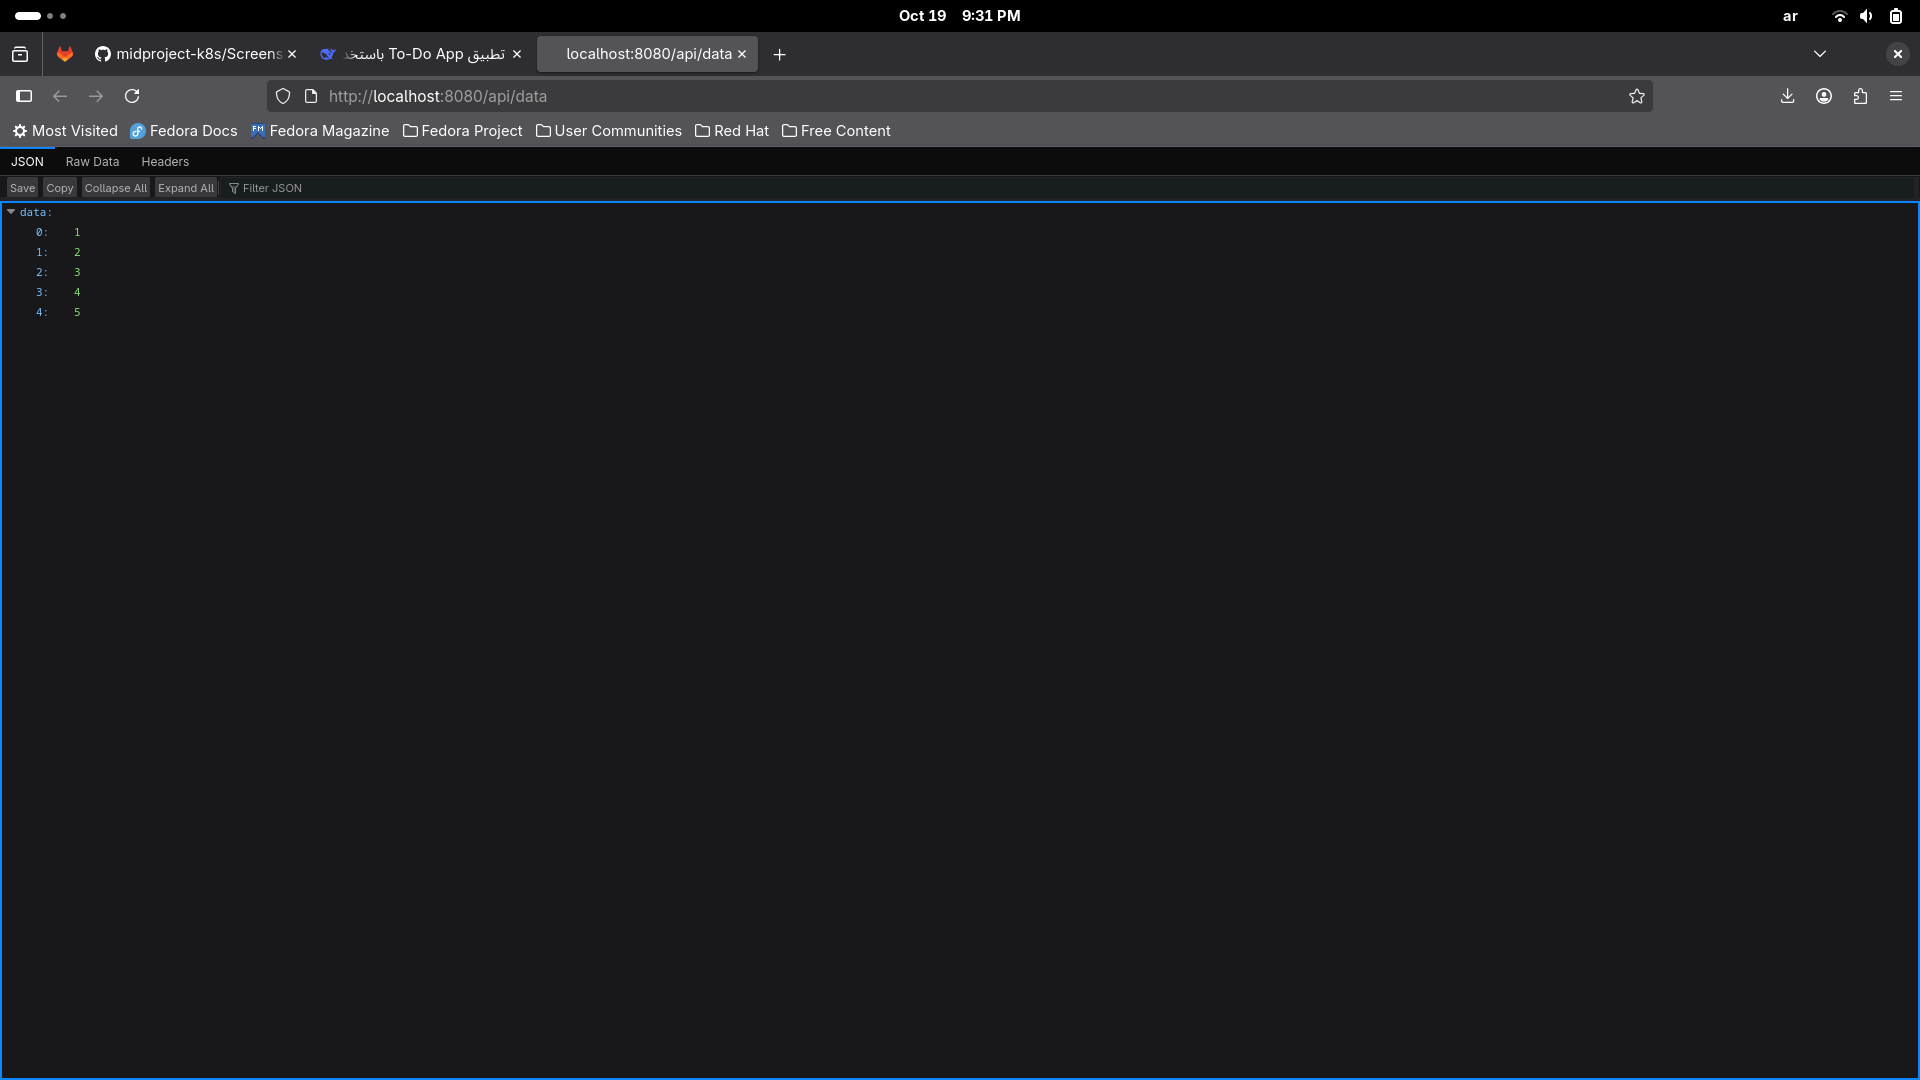 Oct 19 9:31 PM
ar
midproject-k8s/Screens
تطبيق To-Do App باستخد
localhost:8080/api/data
http://localhost:8080/api/data
Most Visited
Fedora Docs
Fedora Magazine
Fedora Project
User Communities
Red Hat
Free Content
JSON Raw Data Headers
Save Copy Collapse All Expand All Filter JSON
data:
0: 1
1: 2
2: 3
3: 4
4: 5